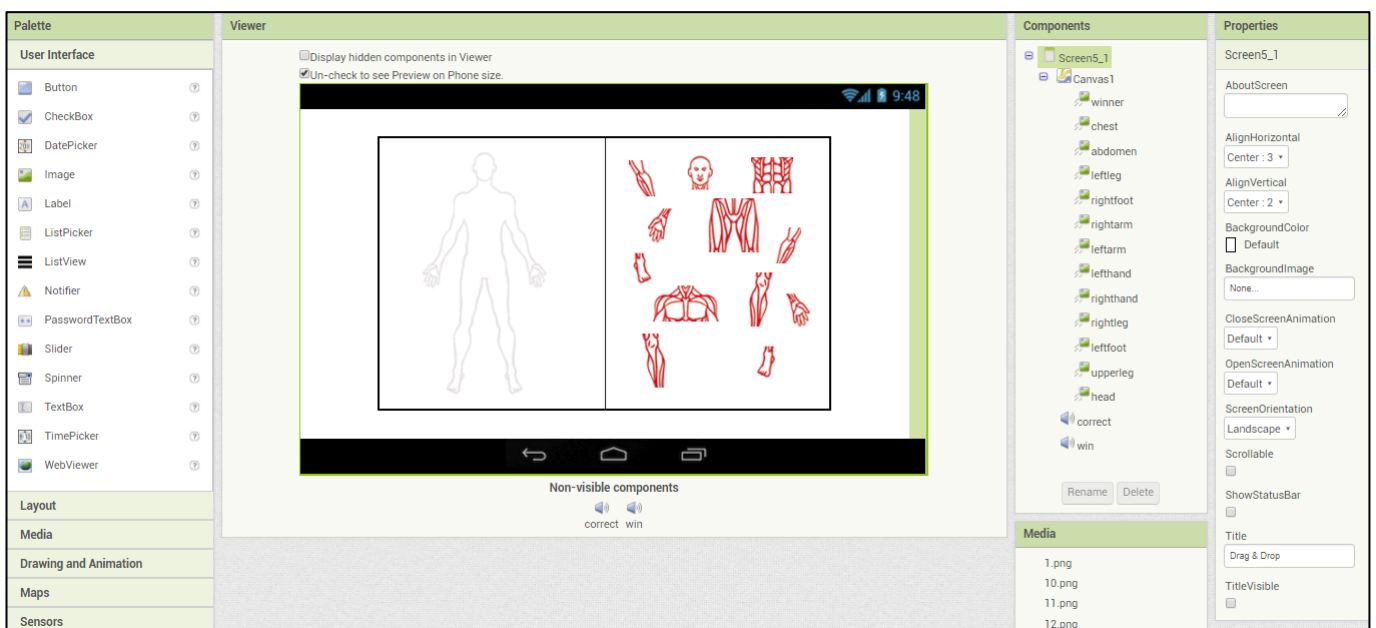 Palette
User Interface
Button
CheckBox
DatePicker
Image
Label
ListPicker
ListView
Notifier
PasswordTextBox
Slider
Spinner
TextBox
TimePicker
WebViewer
Layout
Media
Drawing and Animation
Maps
Sensors
Viewer
Display hidden components in Viewer
Un-check to see Preview on Phone size.
9:48
Non-visible components
correct win
Components
Screen5_1
Canvas1
winner
chest
abdomen
leftleg
rightfoot
rightarm
leftarm
lefthand
righthand
rightleg
leftfoot
upperleg
head
correct
win
Rename Delete
Media
1.png
10.png
11.png
12.png
Properties
Screen5_1
AboutScreen
AlignHorizontal
Center : 3
AlignVertical
Center : 2
BackgroundColor
Default
BackgroundImage
None...
CloseScreenAnimation
Default
OpenScreenAnimation
Default
ScreenOrientation
Landscape
Scrollable
ShowStatusBar
Title
Drag & Drop
TitleVisible